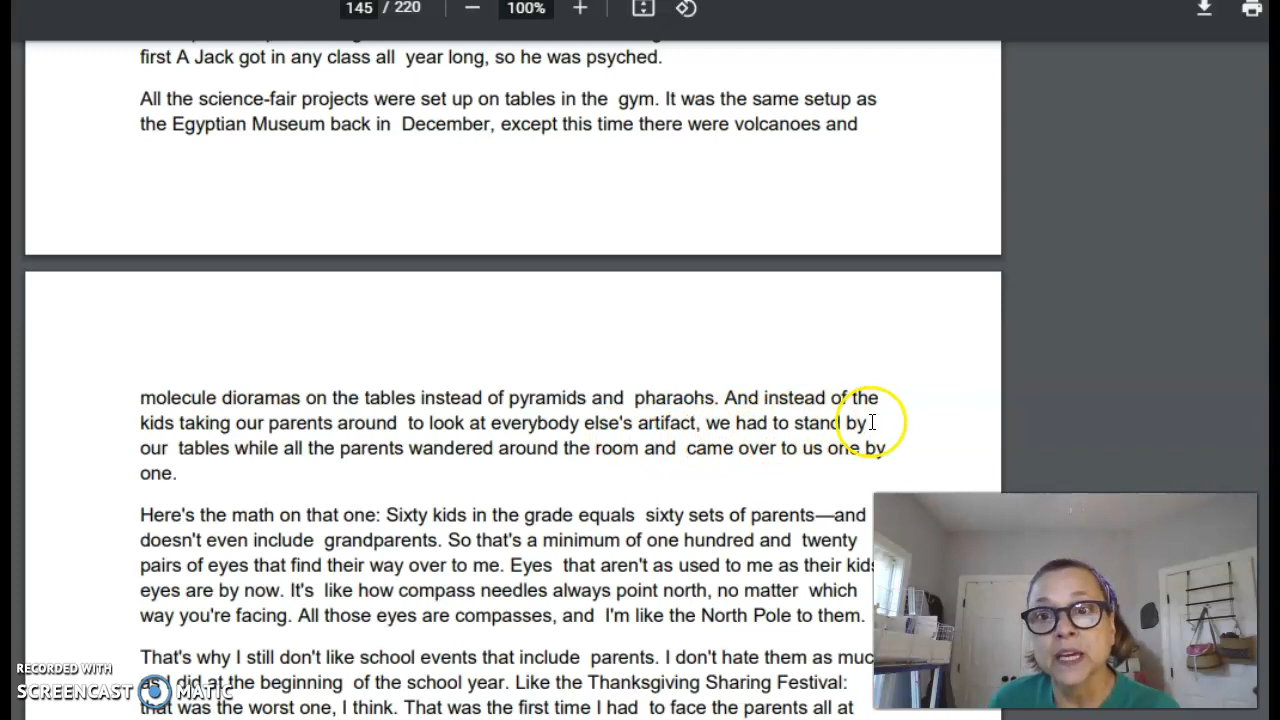 145 / 220
100%
first A Jack got in any class all year long, so he was psyched.
All the science-fair projects were set up on tables in the gym. It was the same setup as
the Egyptian Museum back in December, except this time there were volcanoes and
molecule dioramas on the tables instead of pyramids and pharaohs. And instead of the
kids taking our parents around to look at everybody else's artifact, we had to stand by
our tables while all the parents wandered around the room and came over to us one by
one.
Here's the math on that one: Sixty kids in the grade equals sixty sets of parents—and
doesn't even include grandparents. So that's a minimum of one hundred and twenty
pairs of eyes that find their way over to me. Eyes that aren't as used to me as their kids
eyes are by now. It's like how compass needles always point north, no matter which
way you're facing. All those eyes are compasses, and I'm like the North Pole to them.
That's why I still don't like school events that include parents. I don't hate them as muc
as I did at the beginning of the school year. Like the Thanksgiving Sharing Festival:
that was the worst one, I think. That was the first time I had to face the parents all at
RECORDED WITH
SCREENCAST MATIC